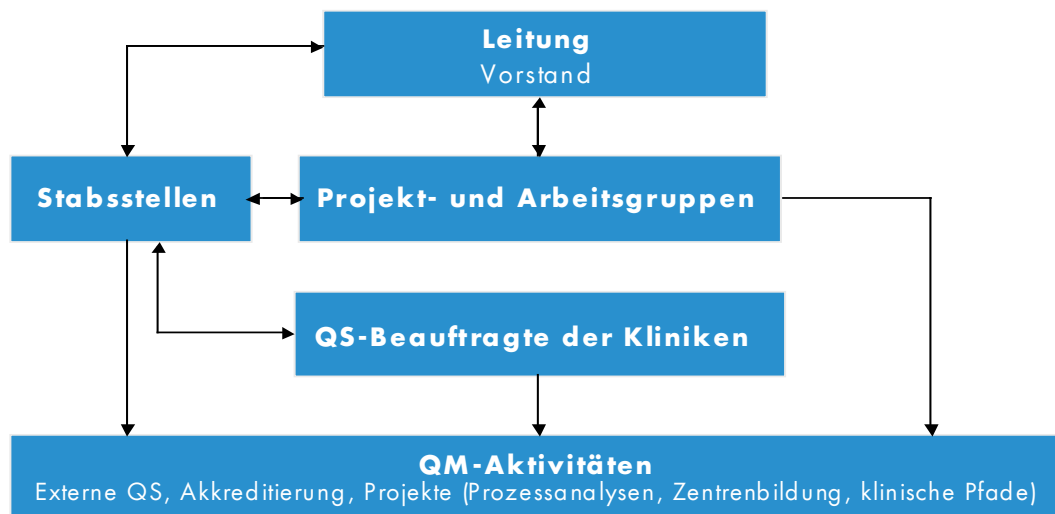 Leitung
Vorstand
Stabsstellen
Projekt- und Arbeitsgruppen
QS-Beauftragte der Kliniken
QM-Aktivitäten
Externe QS, Akkreditierung, Projekte (Prozessanalysen, Zentrenbildung, klinische Pfade)